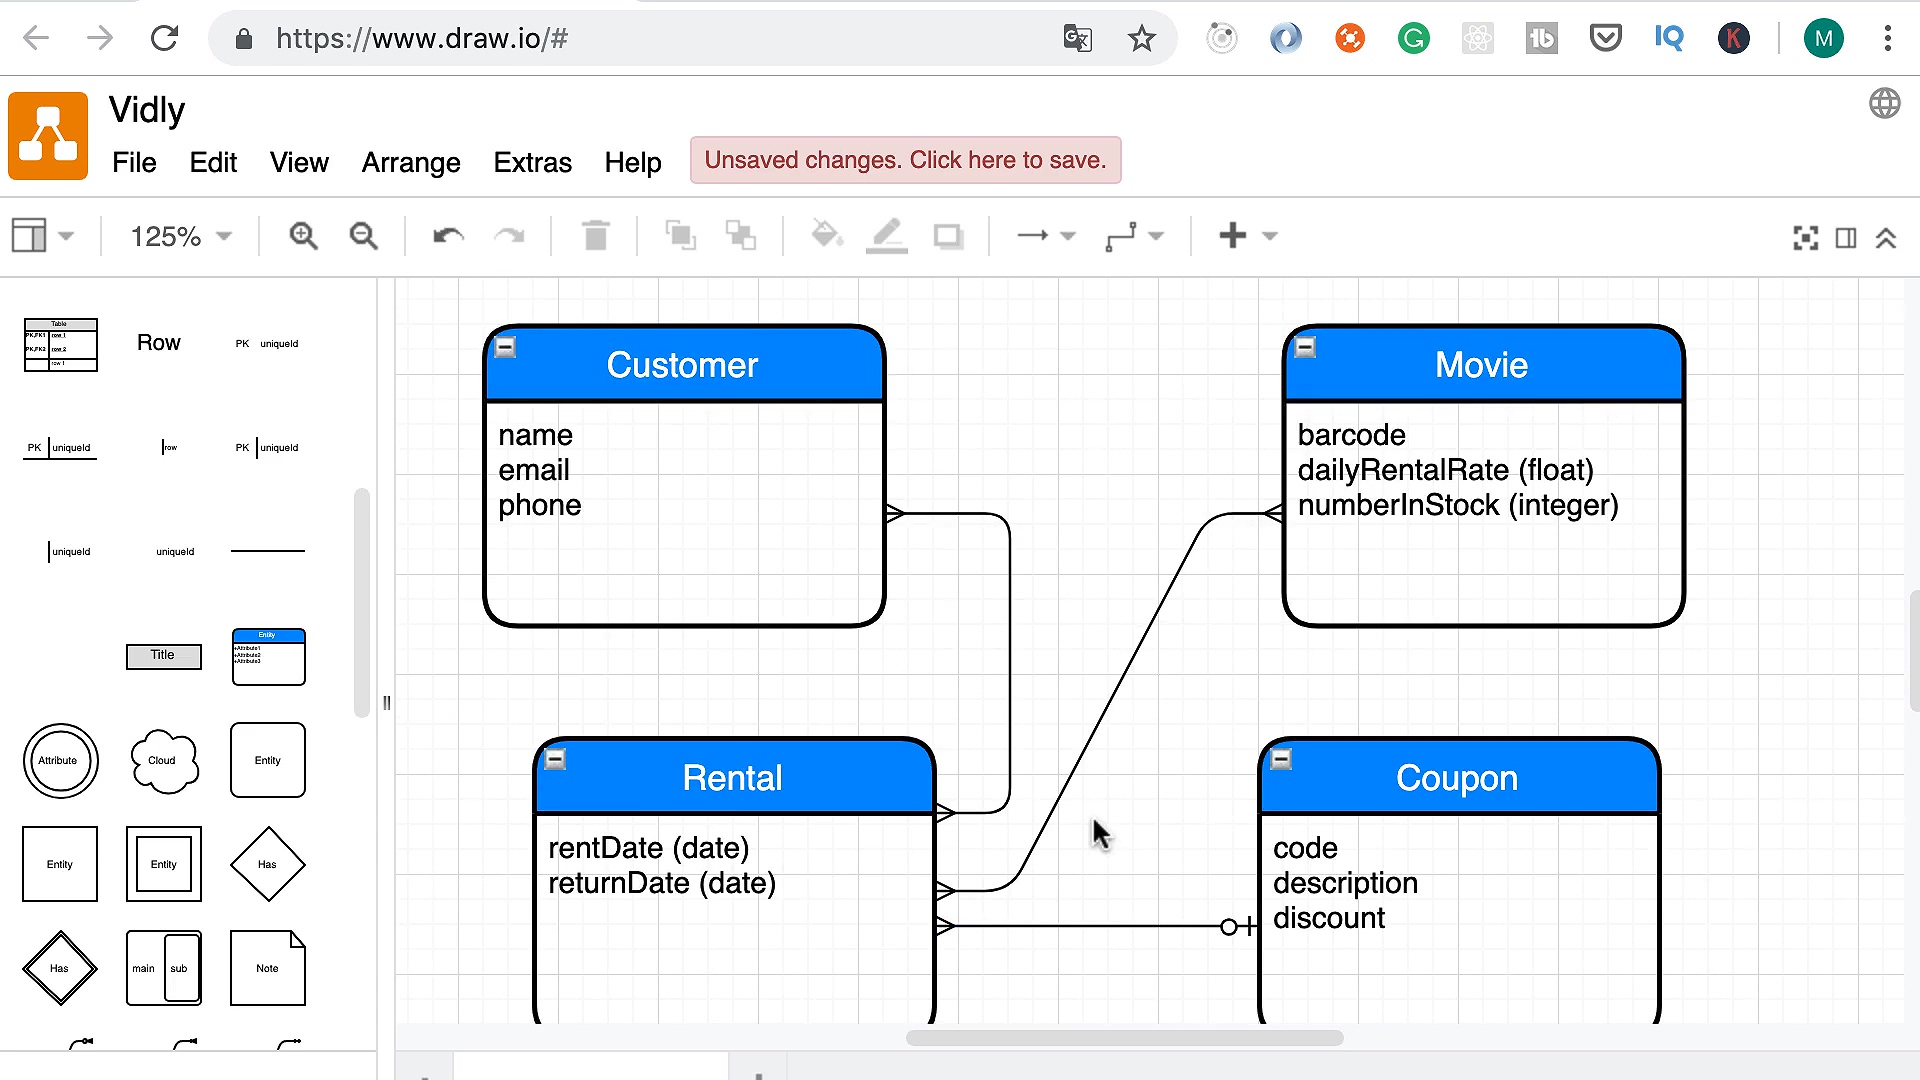 https://www.draw.io/#
M
Vidly
File Edit View Arrange Extras Help
Unsaved changes. Click here to save.
125%
Table
PK,FK1 row 1
PK,FK2 row 2
row 1
Row
PK uniqueId
PK uniqueId
row
PK uniqueId
uniqueId
uniqueId
Title
Entity
+Attribute1
+Attribute2
+Attribute3
Attribute
Cloud
Entity
Entity
Entity
Has
Has
main sub
Note
Customer
name
email
phone
Movie
barcode
dailyRentalRate (float)
numberInStock (integer)
Rental
rentDate (date)
returnDate (date)
Coupon
code
description
discount